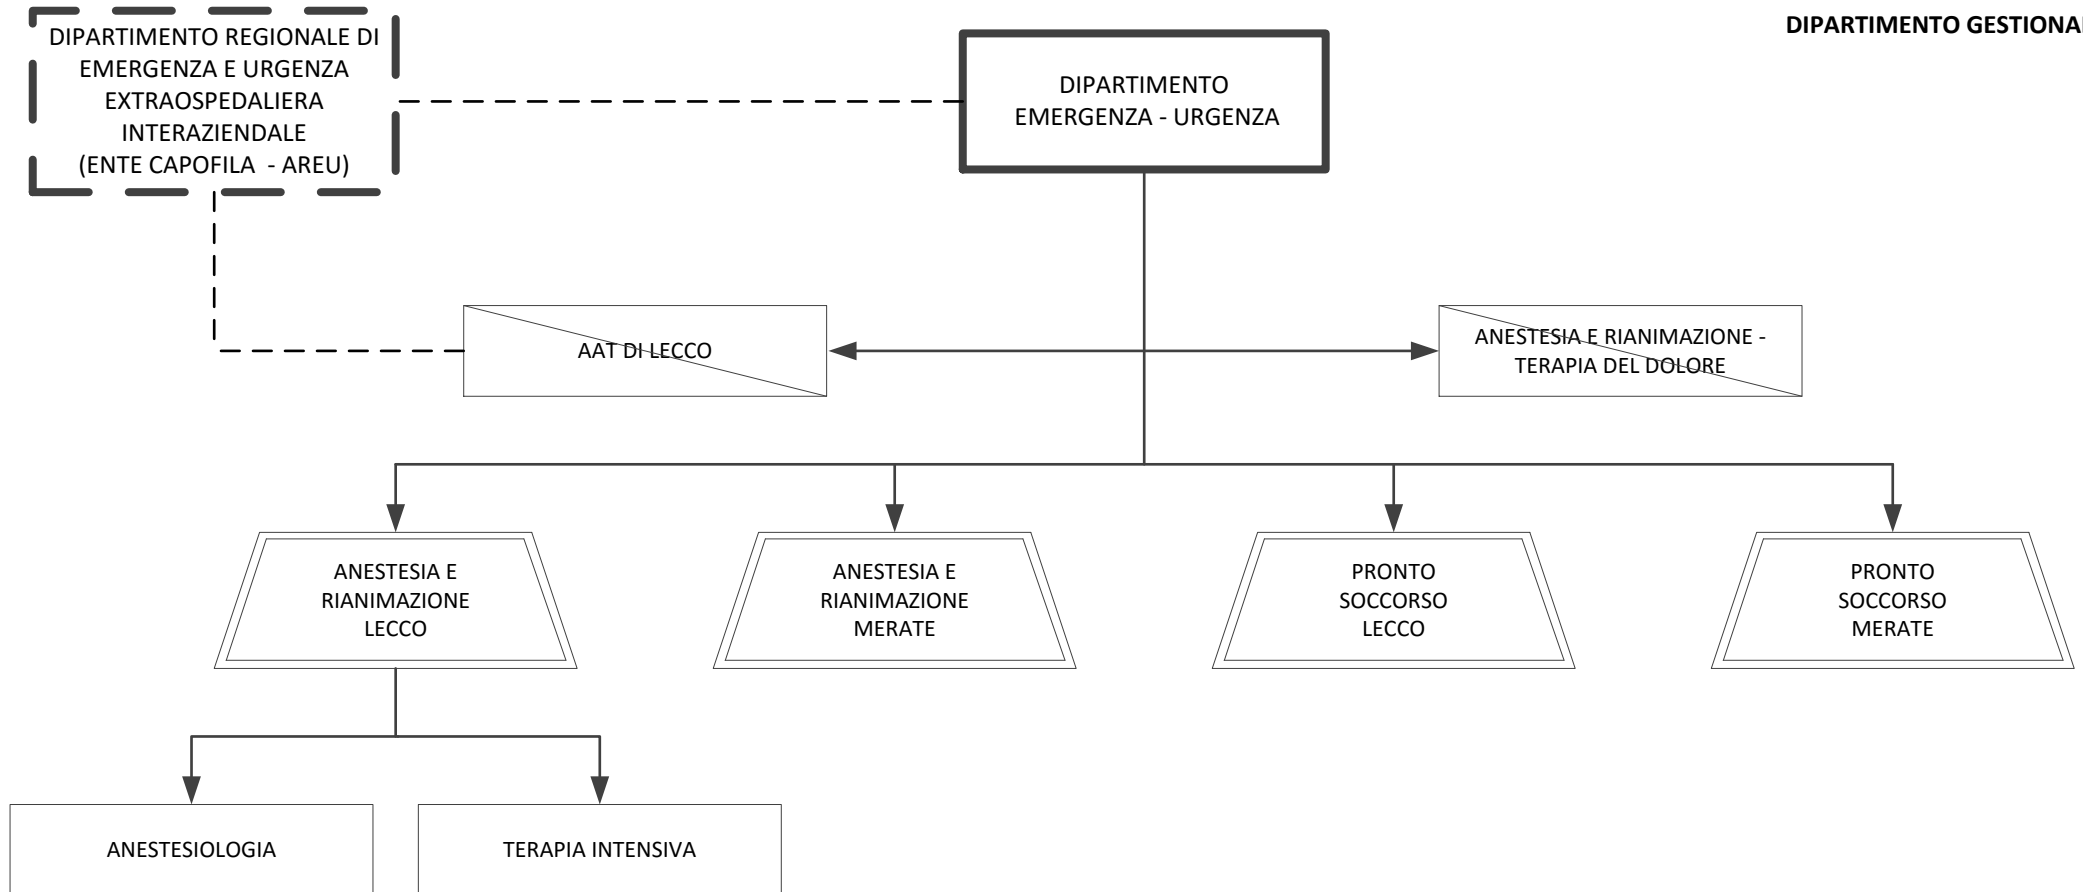 DIPARTIMENTO GESTIONA
DIPARTIMENTO REGIONALE DI
EMERGENZA E URGENZA
EXTRAOSPEDALIERA
INTERAZIENDALE
(ENTE CAPOFILA - AREU)
DIPARTIMENTO
EMERGENZA - URGENZA
AAT DI LECCO
ANESTESIA E RIANIMAZIONE -
TERAPIA DEL DOLORE
ANESTESIA E
RIANIMAZIONE
LECCO
ANESTESIA E
RIANIMAZIONE
MERATE
PRONTO
SOCCORSO
LECCO
PRONTO
SOCCORSO
MERATE
ANESTESIOLOGIA
TERAPIA INTENSIVA